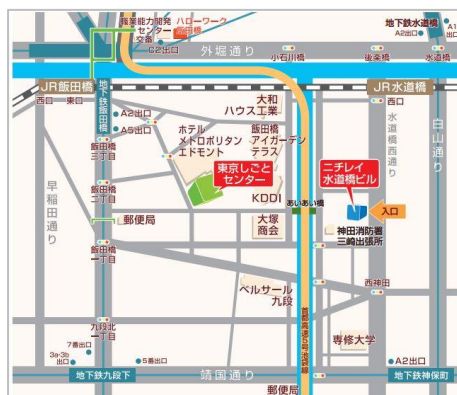 職業能力開発
センター
交番
ハローワーク
飯田橋
C2出口
外堀通り
小石川橋
後楽橋
水道橋
地下鉄水道橋
A2出口
A1
出口
JR飯田橋
JR水道橋
西口
東口
地下鉄飯田橋
A2出口
A5出口
飯田橋
三丁目
ホテル
メトロポリタン
エドモント
大和
ハウス工業
飯田橋
アイガーデン
テラス
西口
水道橋西通り
白山通り
東京しごと
センター
ニチレイ
水道橋ビル
入口
飯田橋
二丁目
早稲田通り
KDDI
あいあい橋
郵便局
大塚
商会
神田消防署
三崎出張所
飯田橋
一丁目
西神田
ベルサール
九段
九段北
一丁目
首都高速5号池袋線
専修大学
7番出口
3a·3b
出口
5番出口
A2出口
地下鉄九段下
靖国通り
地下鉄神保町
郵便局